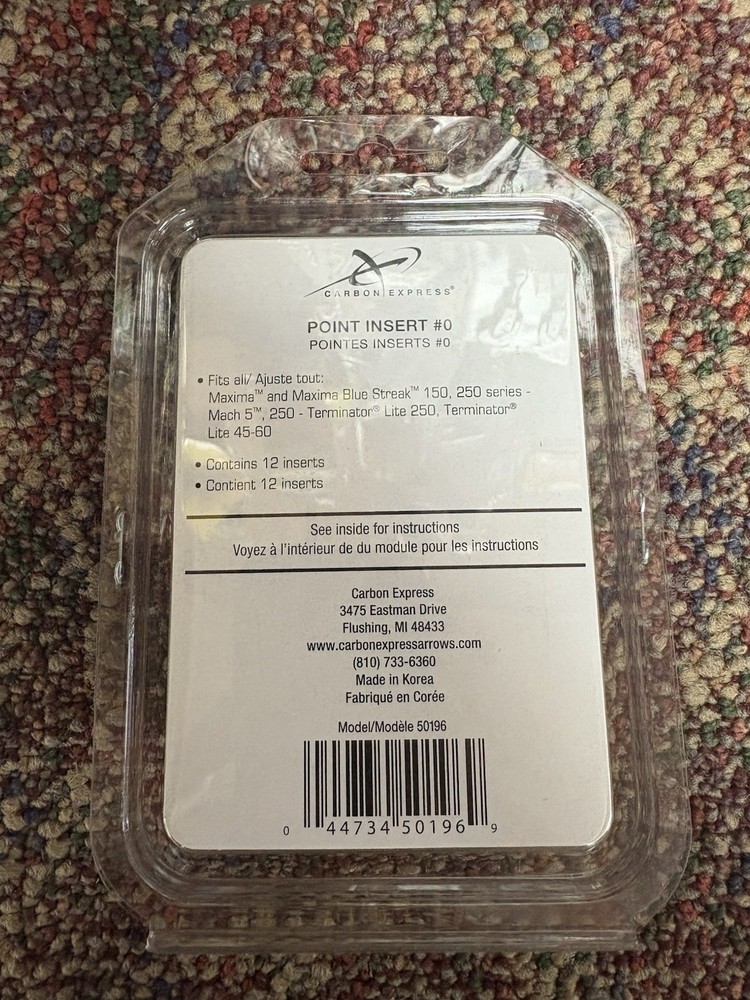 CARBON EXPRESS®
POINT INSERT #0
POINTES INSERTS #0
• Fits all/ Ajuste tout:
Maxima™ and Maxima Blue Streak™ 150, 250 series -
Mach 5™, 250 - Terminator® Lite 250, Terminator®
Lite 45-60
• Contains 12 inserts
• Contient 12 inserts
See inside for instructions
Voyez à l'intérieur de du module pour les instructions
Carbon Express
3475 Eastman Drive
Flushing, MI 48433
www.carbonexpressarrows.com
(810) 733-6360
Made in Korea
Fabriqué en Corée
Model/Modèle 50196
0 44734 50196 9